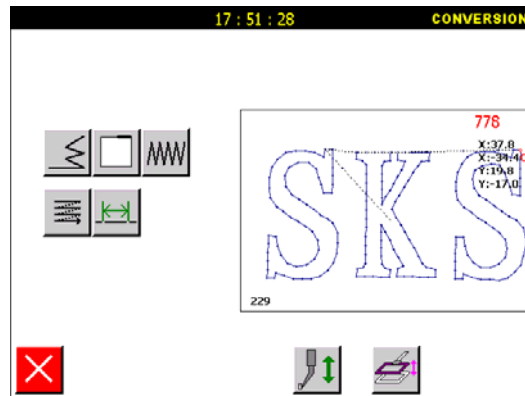 17 : 51 : 28
CONVERSION
778
X:37.8
X:-34.4
Y:19.8
Y:-17.0
SKS
229